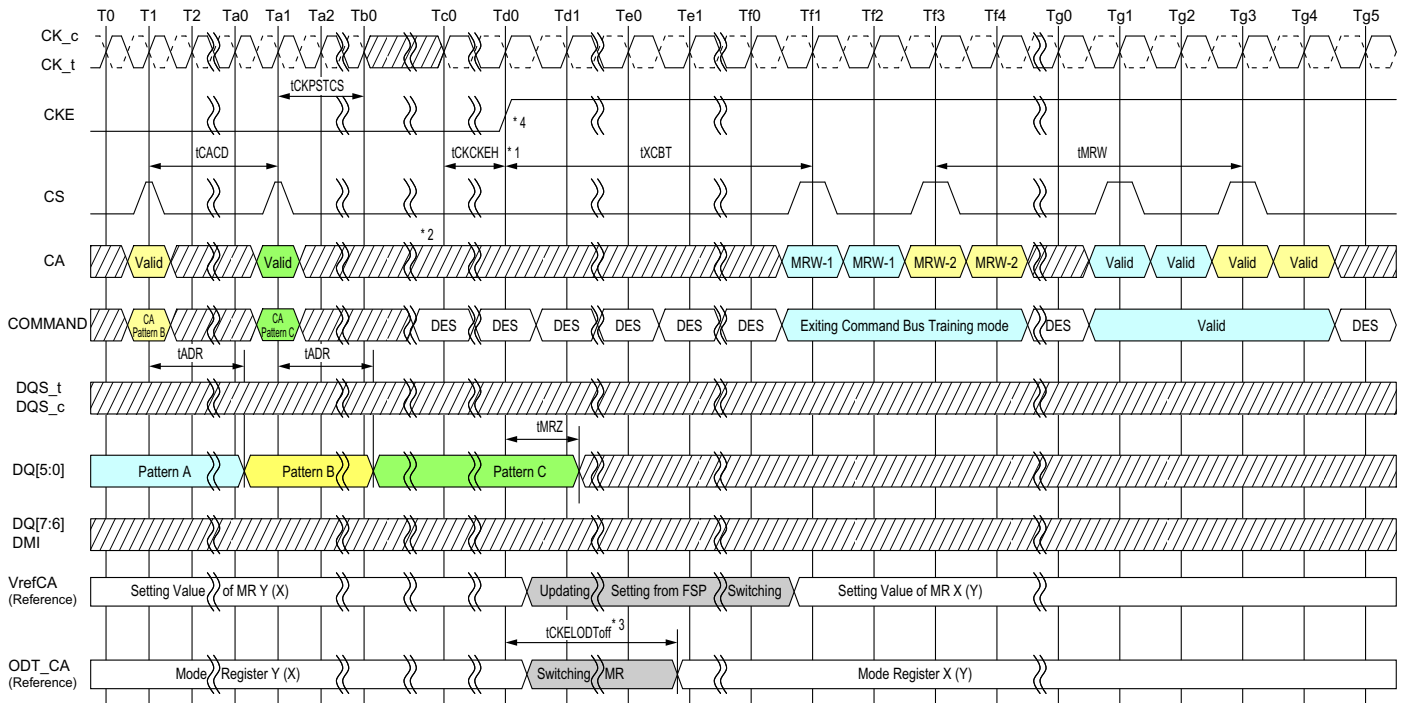 T0 T1 T2 Ta0 Ta1 Ta2 Tb0 Tc0 Td0 Td1 Te0 Te1 Tf0 Tf1 Tf2 Tf3 Tf4 Tg0 Tg1 Tg2 Tg3 Tg4 Tg5
CK_c
CK_t
tCKPSTCS
CKE
* 4
tCACD tCKCKEH * 1 tXCBT tMRW
CS
* 2
CA Valid Valid MRW-1 MRW-1 MRW-2 MRW-2 Valid Valid Valid Valid
COMMAND CA Pattern B CA Pattern C DES DES DES DES DES DES Exiting Command Bus Training mode DES Valid DES
tADR tADR
DQS_t
DQS_c
tMRZ
DQ[5:0] Pattern A Pattern B Pattern C
DQ[7:6]
DMI
VrefCA
(Reference)
Setting Value of MR Y (X) Updating Setting from FSP Switching Setting Value of MR X (Y)
tCKELODToff * 3
ODT_CA
(Reference)
Mode Register Y (X) Switching MR Mode Register X (Y)